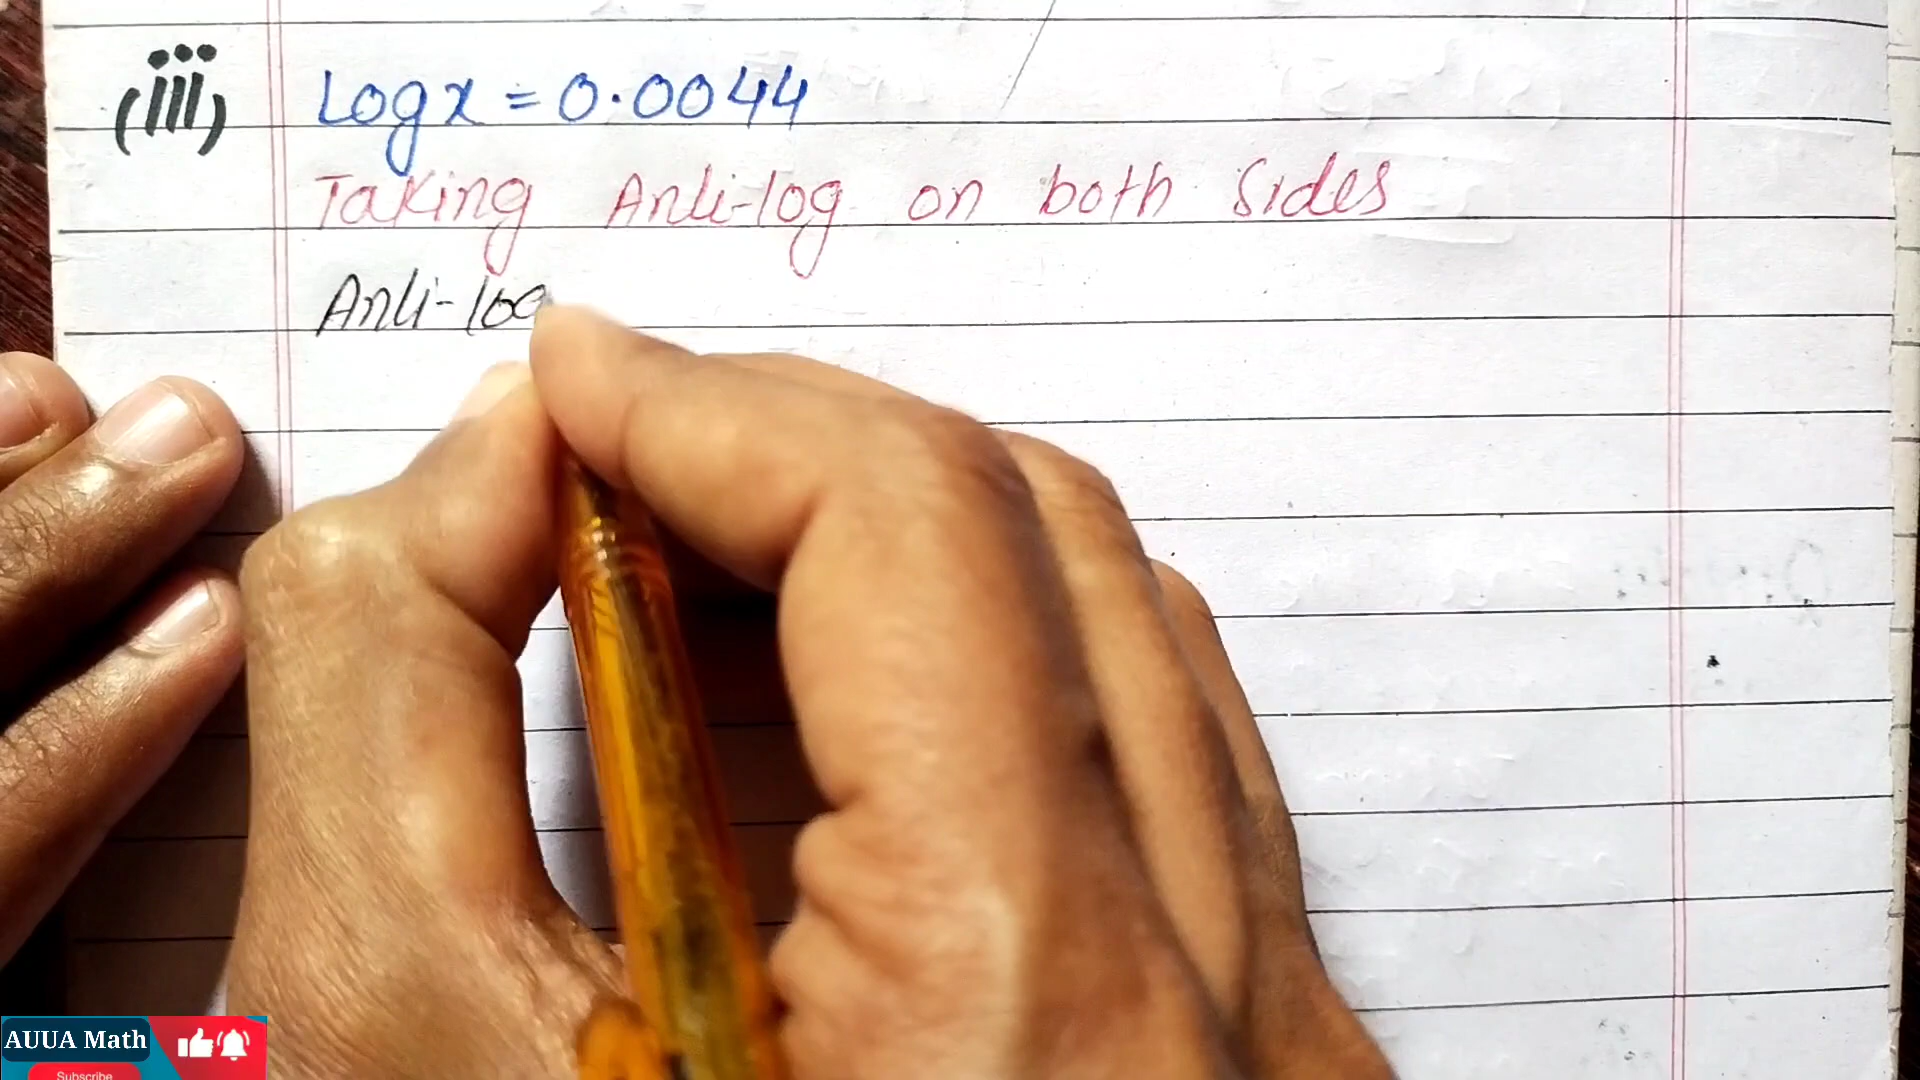 (iii) Log x = 0.0044
Taking Anti-log on both Sides
Anti-log
AUUA Math
Subscribe